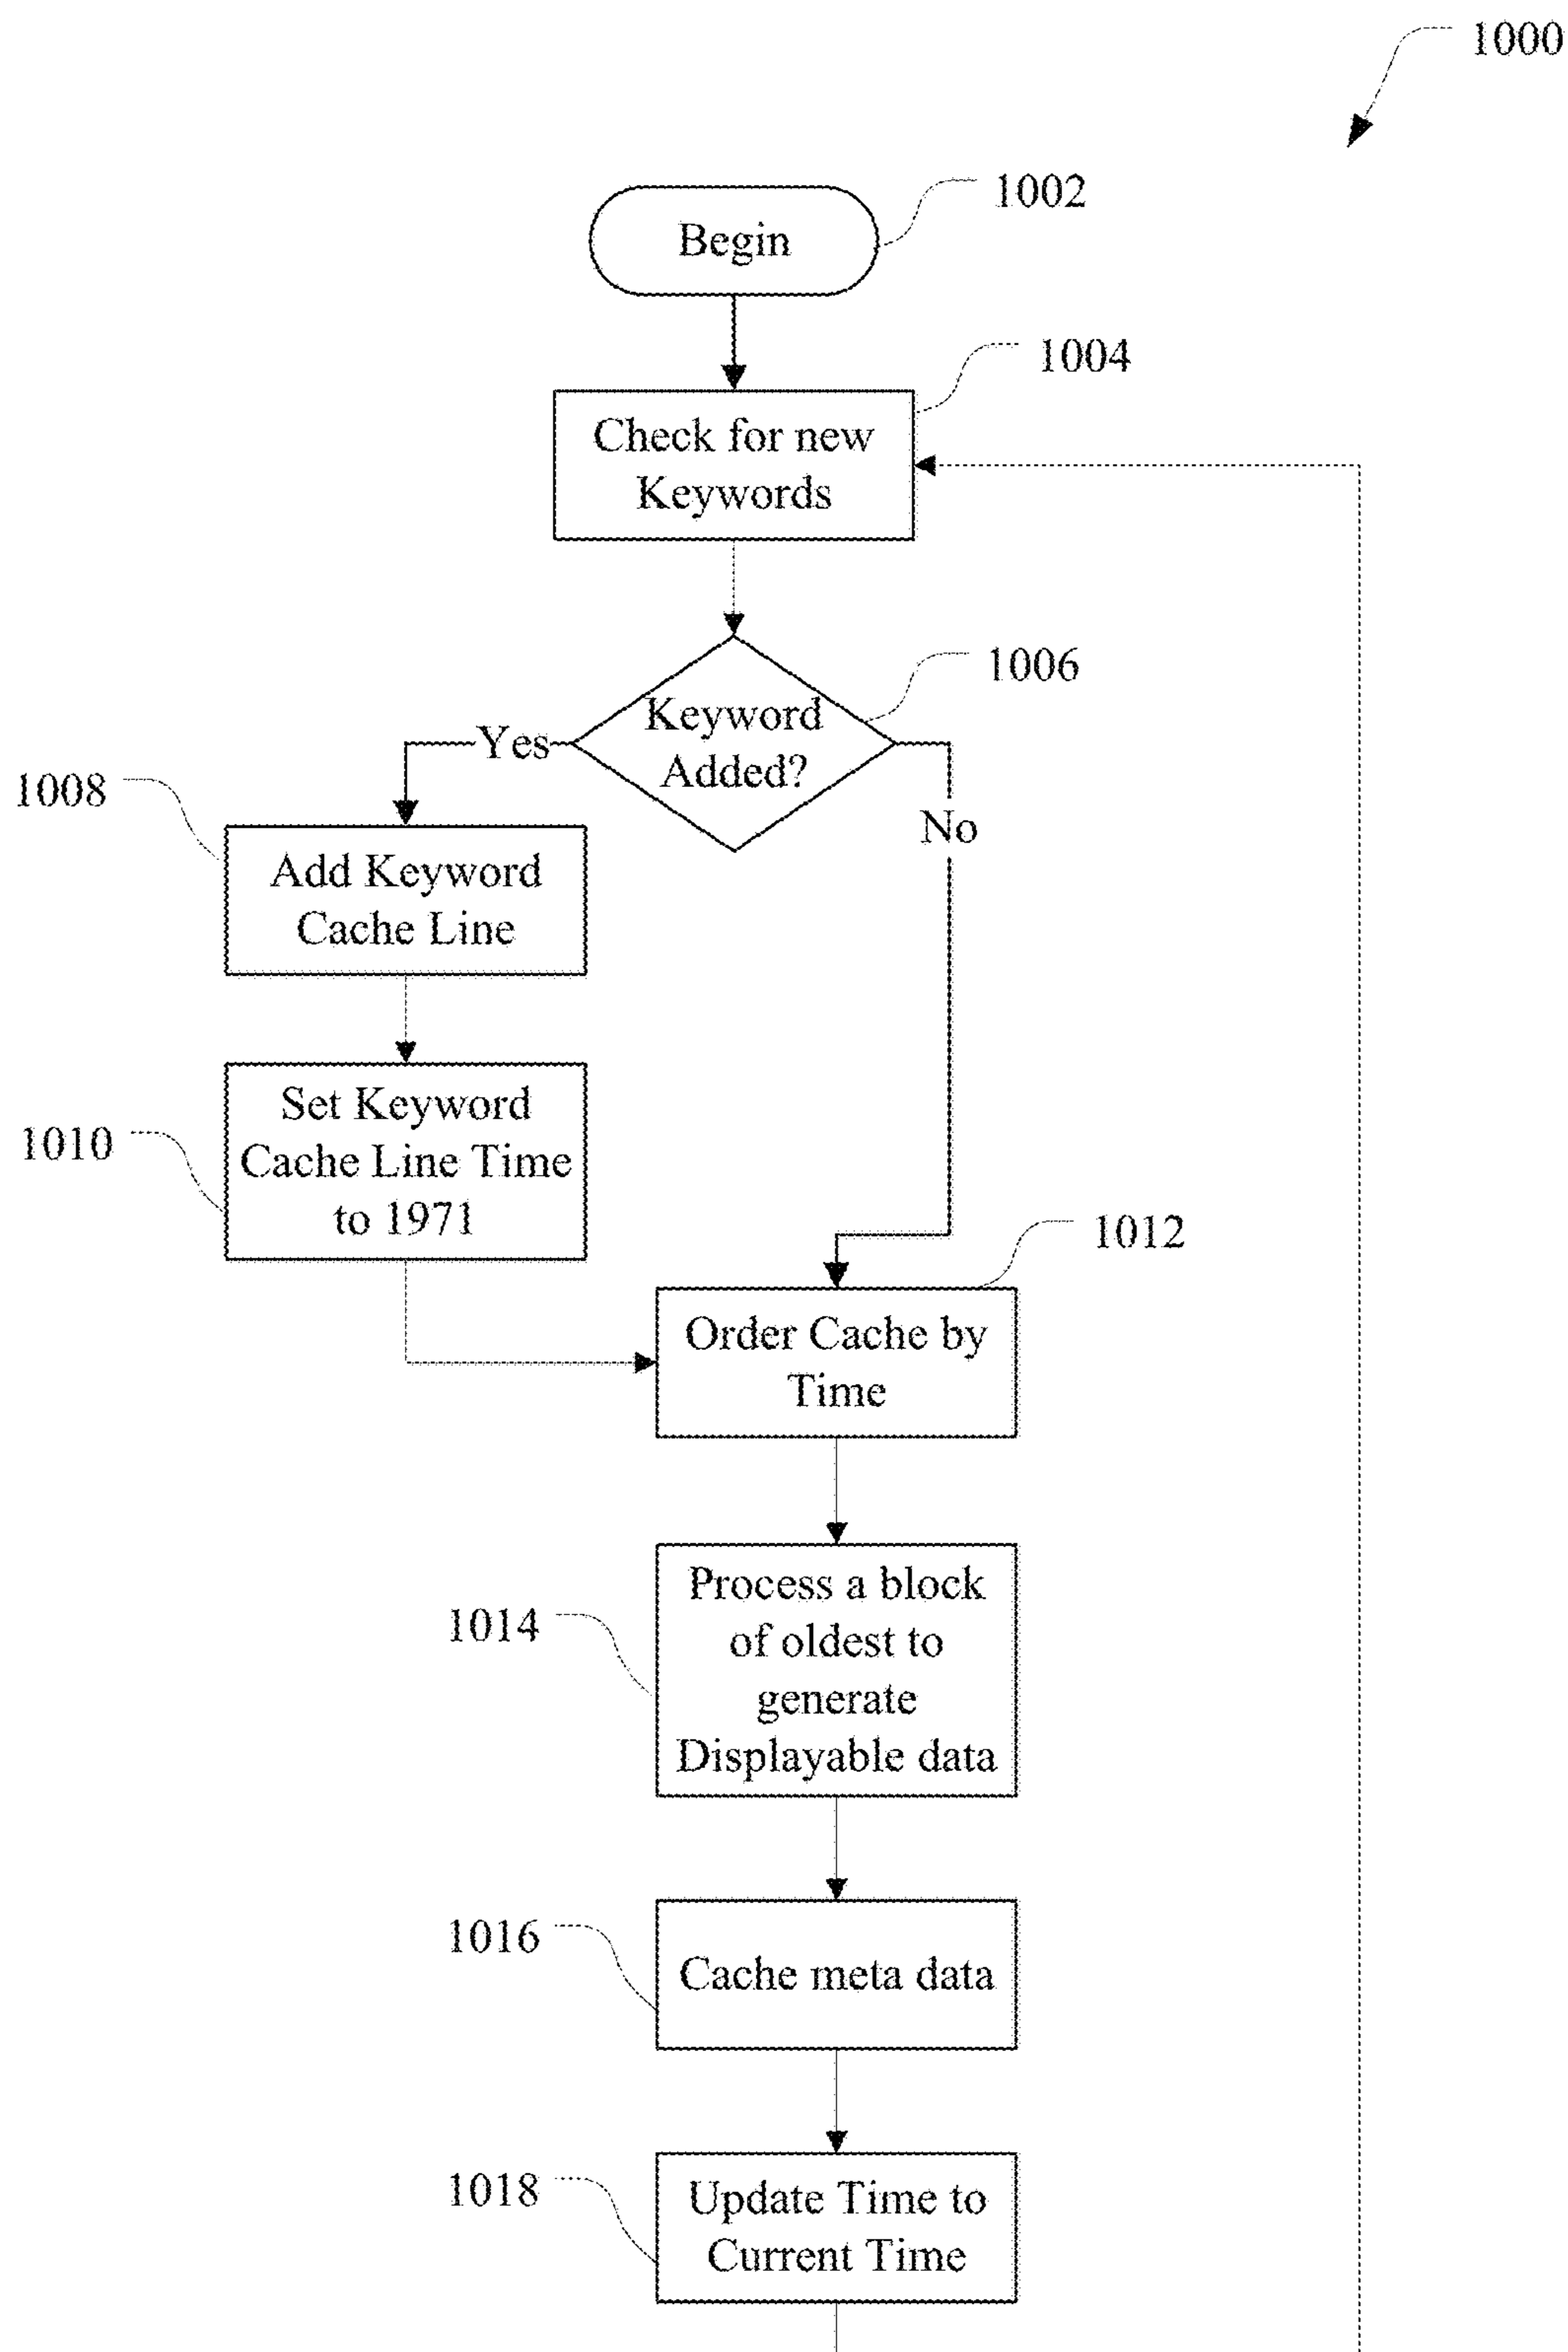 1000
1002
Begin
1004
Check for new
Keywords
1006
Keyword
Added?
Yes
No
1008
Add Keyword
Cache Line
1010
Set Keyword
Cache Line Time
to 1971
1012
Order Cache by
Time
1014
Process a block
of oldest to
generate
Displayable data
1016
Cache meta data
1018
Update Time to
Current Time